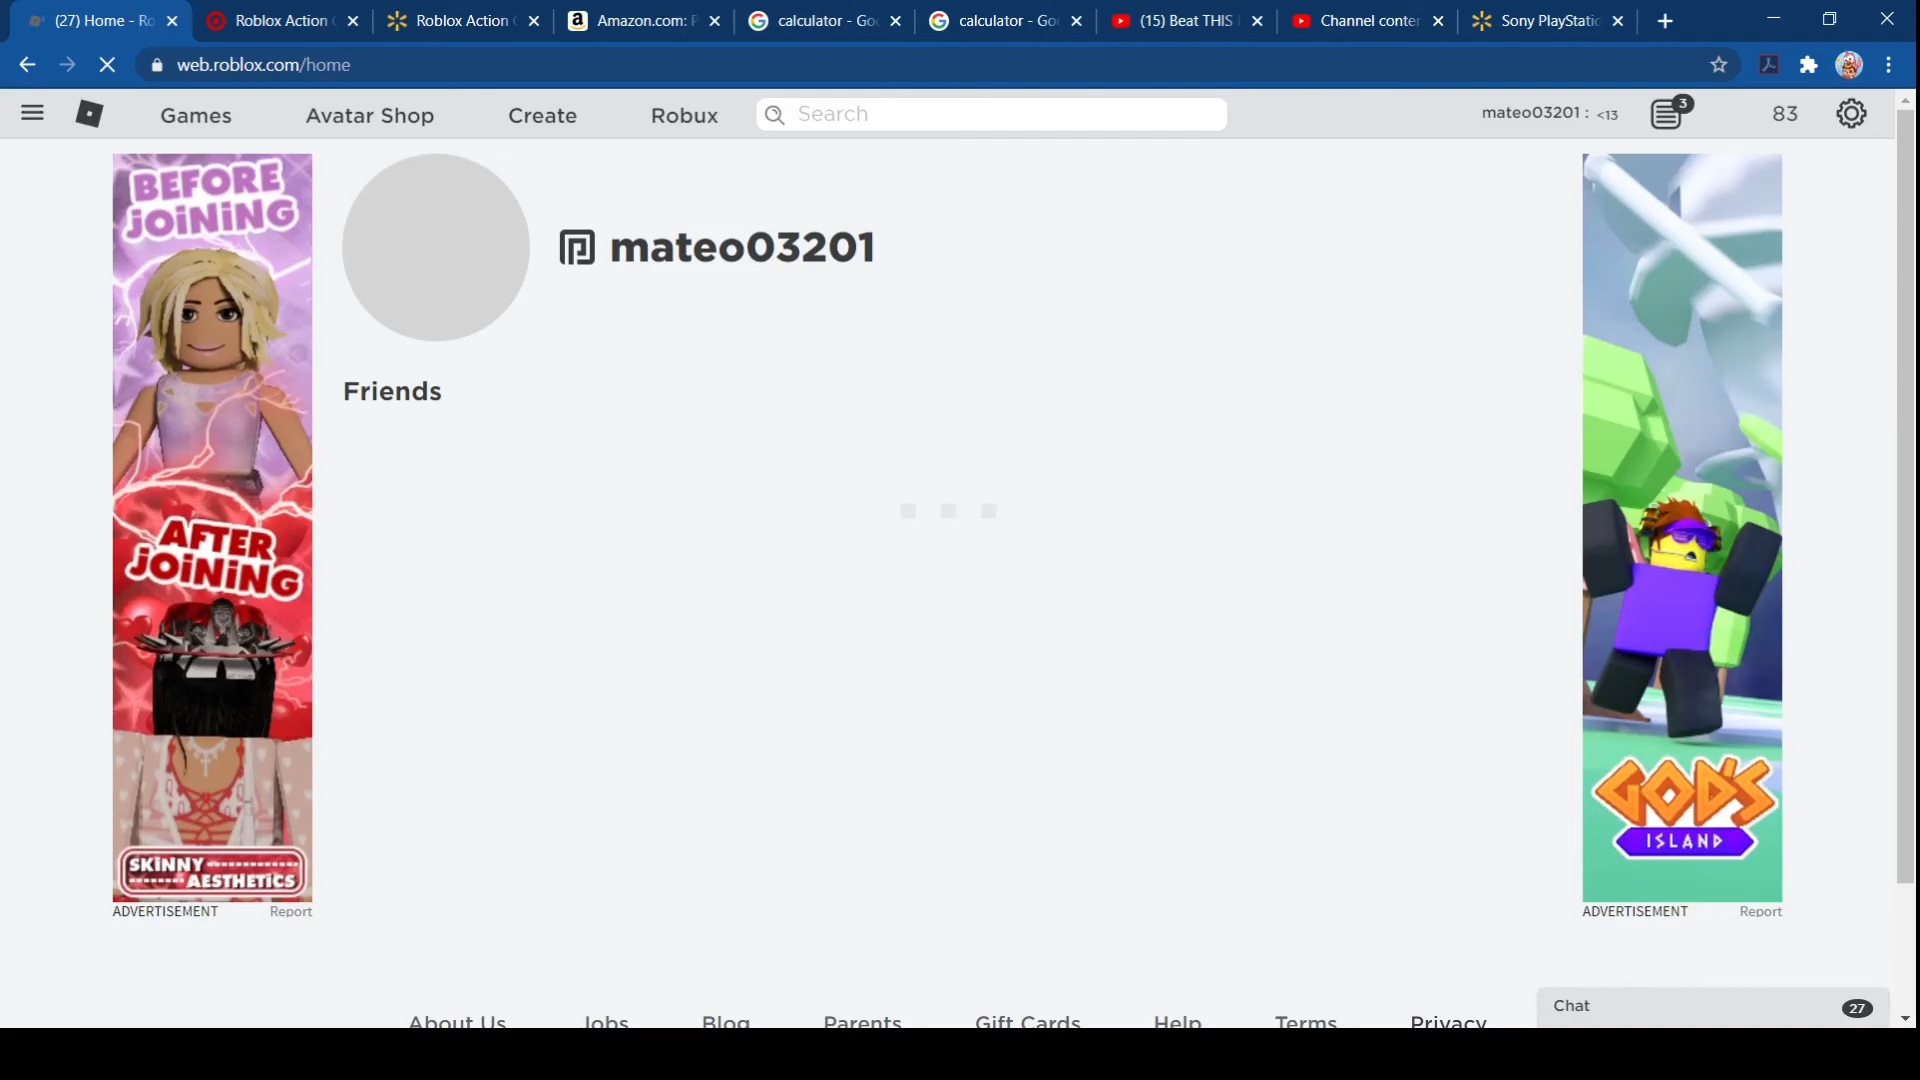 (27) Home - Ro
Roblox Action
Roblox Action
Amazon.com: P
calculator - Goo
calculator - Go
(15) Beat THIS
Channel conten
Sony PlayStatio
web.roblox.com/home
Games
Avatar Shop
Create
Robux
Search
mateo03201 : <13
3
83
BEFORE
JOINING
mateo03201
Friends
AFTER
JOINING
SKINNY
AESTHETICS
GOD'S
ISLAND
ADVERTISEMENT
Report
ADVERTISEMENT
Report
Chat
27
About Us
Jobs
Blog
Parents
Gift Cards
Help
Terms
Privacy